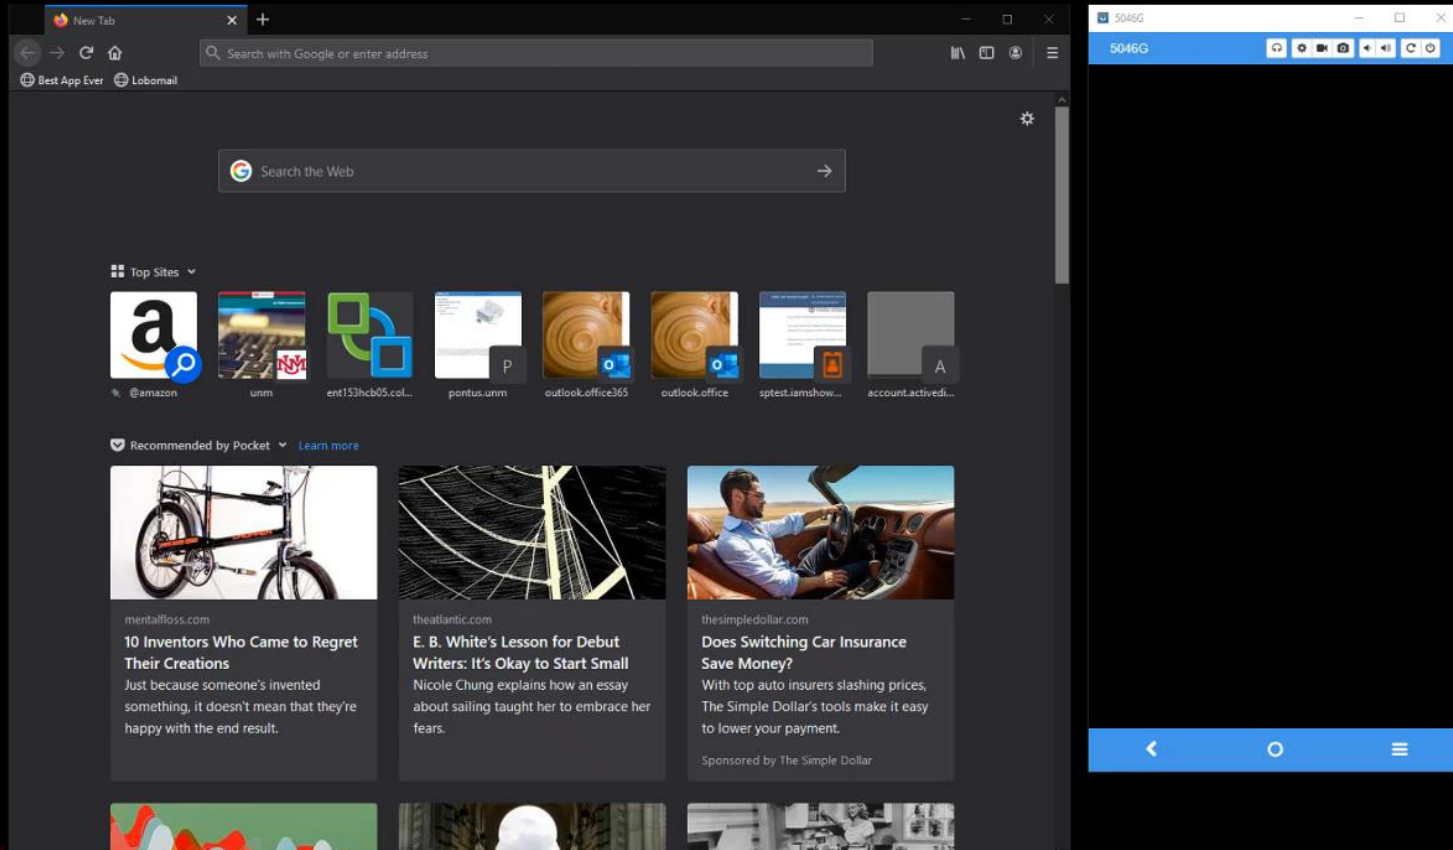 New Tab
Search with Google or enter address
Best App Ever
Lobomail
Search the Web
Top Sites
@amazon
unm
ent153hcb05.col...
P
pontus.unm
outlook.office365
outlook.office
sptest.iamshow...
A
account.activedi...
Recommended by Pocket
Learn more
mentalfloss.com
10 Inventors Who Came to Regret
Their Creations
Just because someone's invented
something, it doesn't mean that they're
happy with the end result.
theatlantic.com
E. B. White's Lesson for Debut
Writers: It's Okay to Start Small
Nicole Chung explains how an essay
about sailing taught her to embrace her
fears.
thesimpledollar.com
Does Switching Car Insurance
Save Money?
With top auto insurers slashing prices,
The Simple Dollar's tools make it easy
to lower your payment.
Sponsored by The Simple Dollar
5046G
5046G